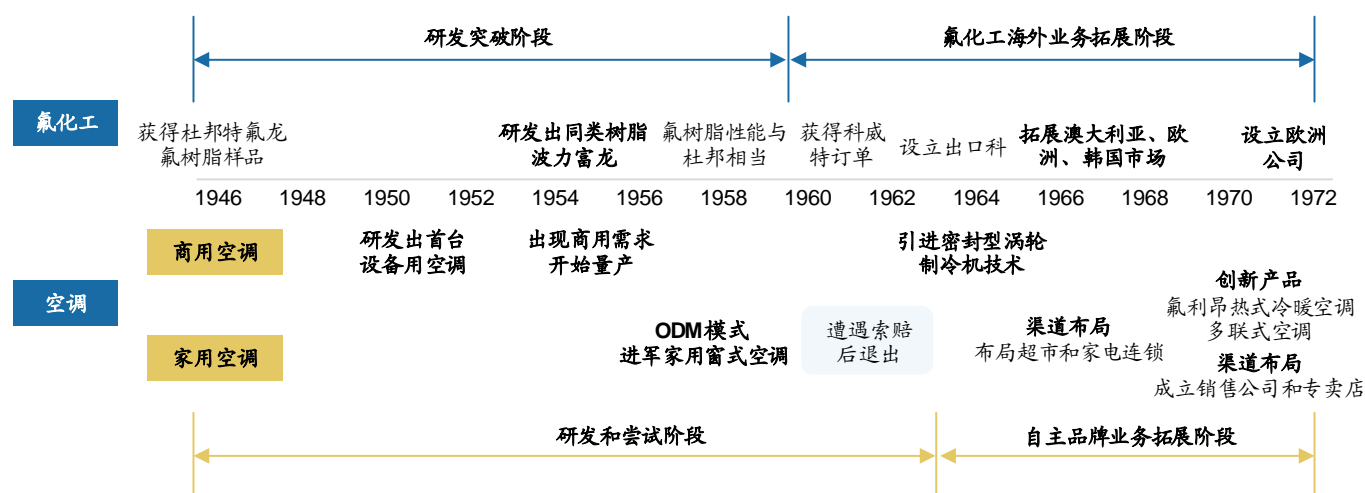 研发突破阶段
氟化工海外业务拓展阶段
氟化工
获得杜邦特氟龙
氟树脂样品
研发出同类树脂
波力富龙
氟树脂性能与
杜邦相当
获得科威
特订单
设立出口科
拓展澳大利亚、欧
洲、韩国市场
设立欧洲
公司
1946 1948 1950 1952 1954 1956 1958 1960 1962 1964 1966 1968 1970 1972
商用空调
研发出首台
设备用空调
出现商用需求
开始量产
引进密封型涡轮
制冷机技术
空调
创新产品
氟利昂热式冷暖空调
多联式空调
家用空调
ODM模式
进军家用窗式空调
遭遇索赔
后退出
渠道布局
布局超市和家电连锁
渠道布局
成立销售公司和专卖店
研发和尝试阶段
自主品牌业务拓展阶段